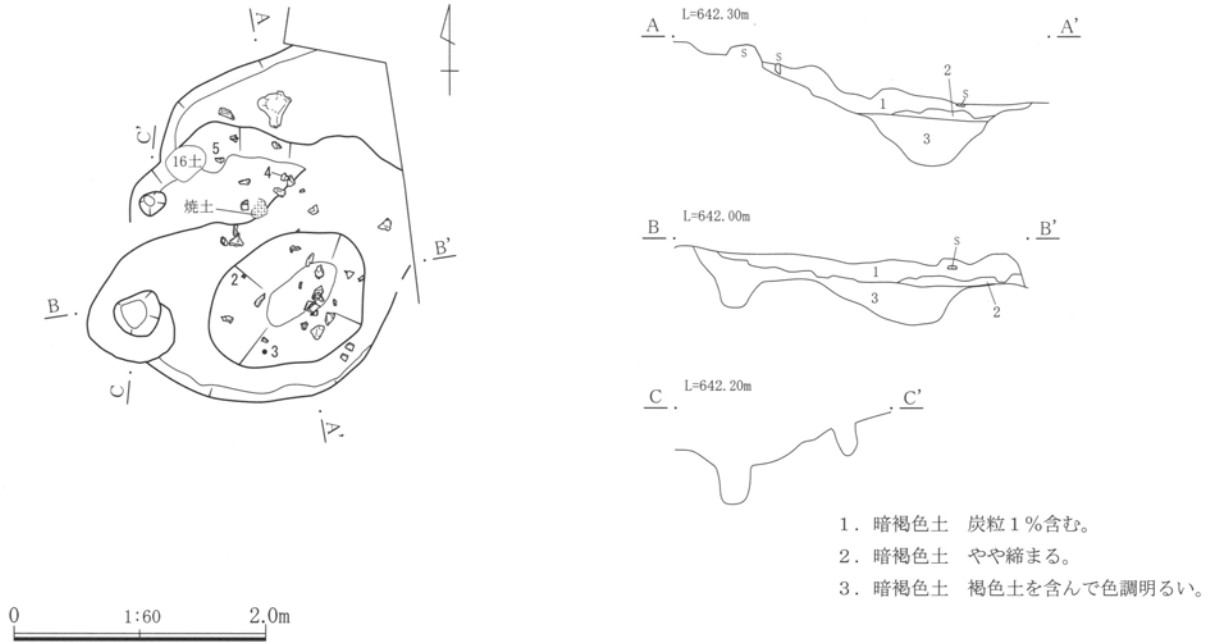 A
C'
16土
5
4
焼土
B'
2
B
3
C
A'
0 1:60 2.0m
L=642.30m
A A'
S
S
2
S
1
3
L=642.00m
B B'
S
1
3
2
L=642.20m
C C'
1．暗褐色土 炭粒１％含む。
2．暗褐色土 やや締まる。
3．暗褐色土 褐色土を含んで色調明るい。